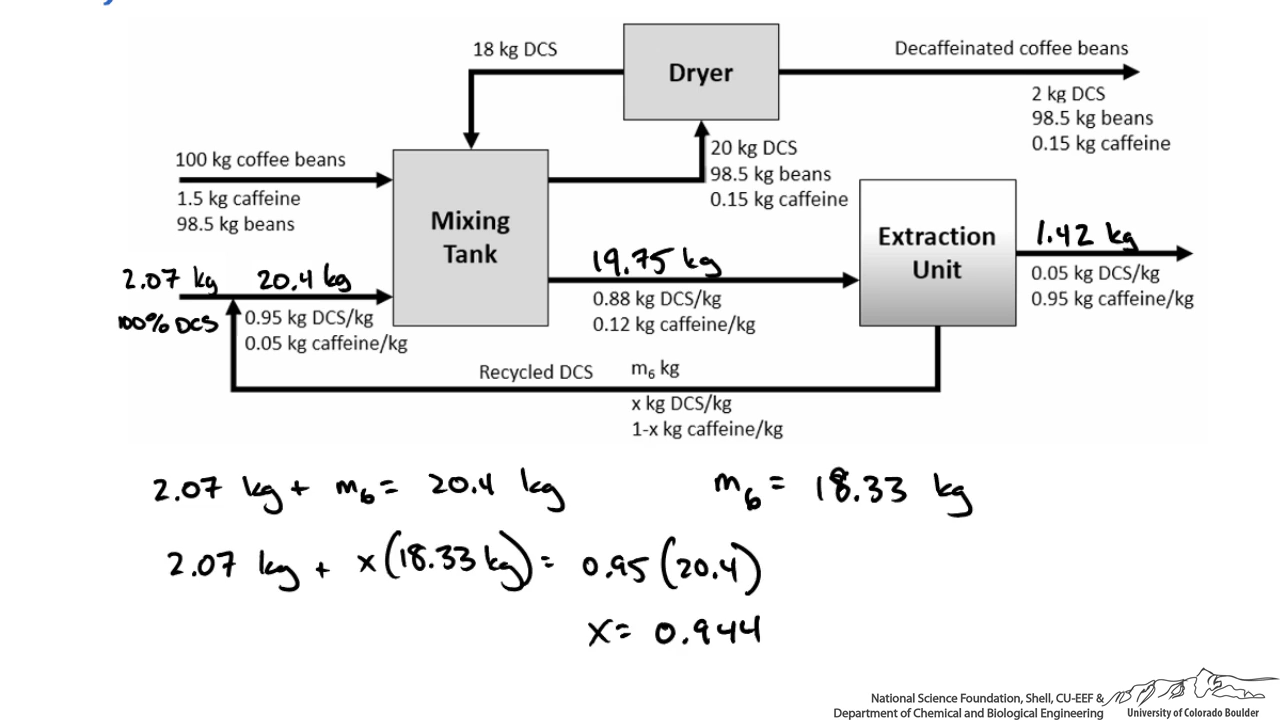 18 kg DCS
Dryer
Decaffeinated coffee beans
2 kg DCS
98.5 kg beans
0.15 kg caffeine
100 kg coffee beans
1.5 kg caffeine
98.5 kg beans
20 kg DCS
98.5 kg beans
0.15 kg caffeine
Mixing
Tank
Extraction
Unit
1.42 kg
0.05 kg DCS/kg
0.95 kg caffeine/kg
19.75 kg
0.88 kg DCS/kg
0.12 kg caffeine/kg
2.07 kg
100% DCS
20.4 kg
0.95 kg DCS/kg
0.05 kg caffeine/kg
Recycled DCS
m₆ kg
x kg DCS/kg
1-x kg caffeine/kg
2.07 kg + m₆ = 20.4 kg
m₆ = 18.33 kg
2.07 kg + x(18.33 kg) = 0.95(20.4)
x = 0.944
National Science Foundation, Shell, CU-EEF &
Department of Chemical and Biological Engineering
University of Colorado Boulder